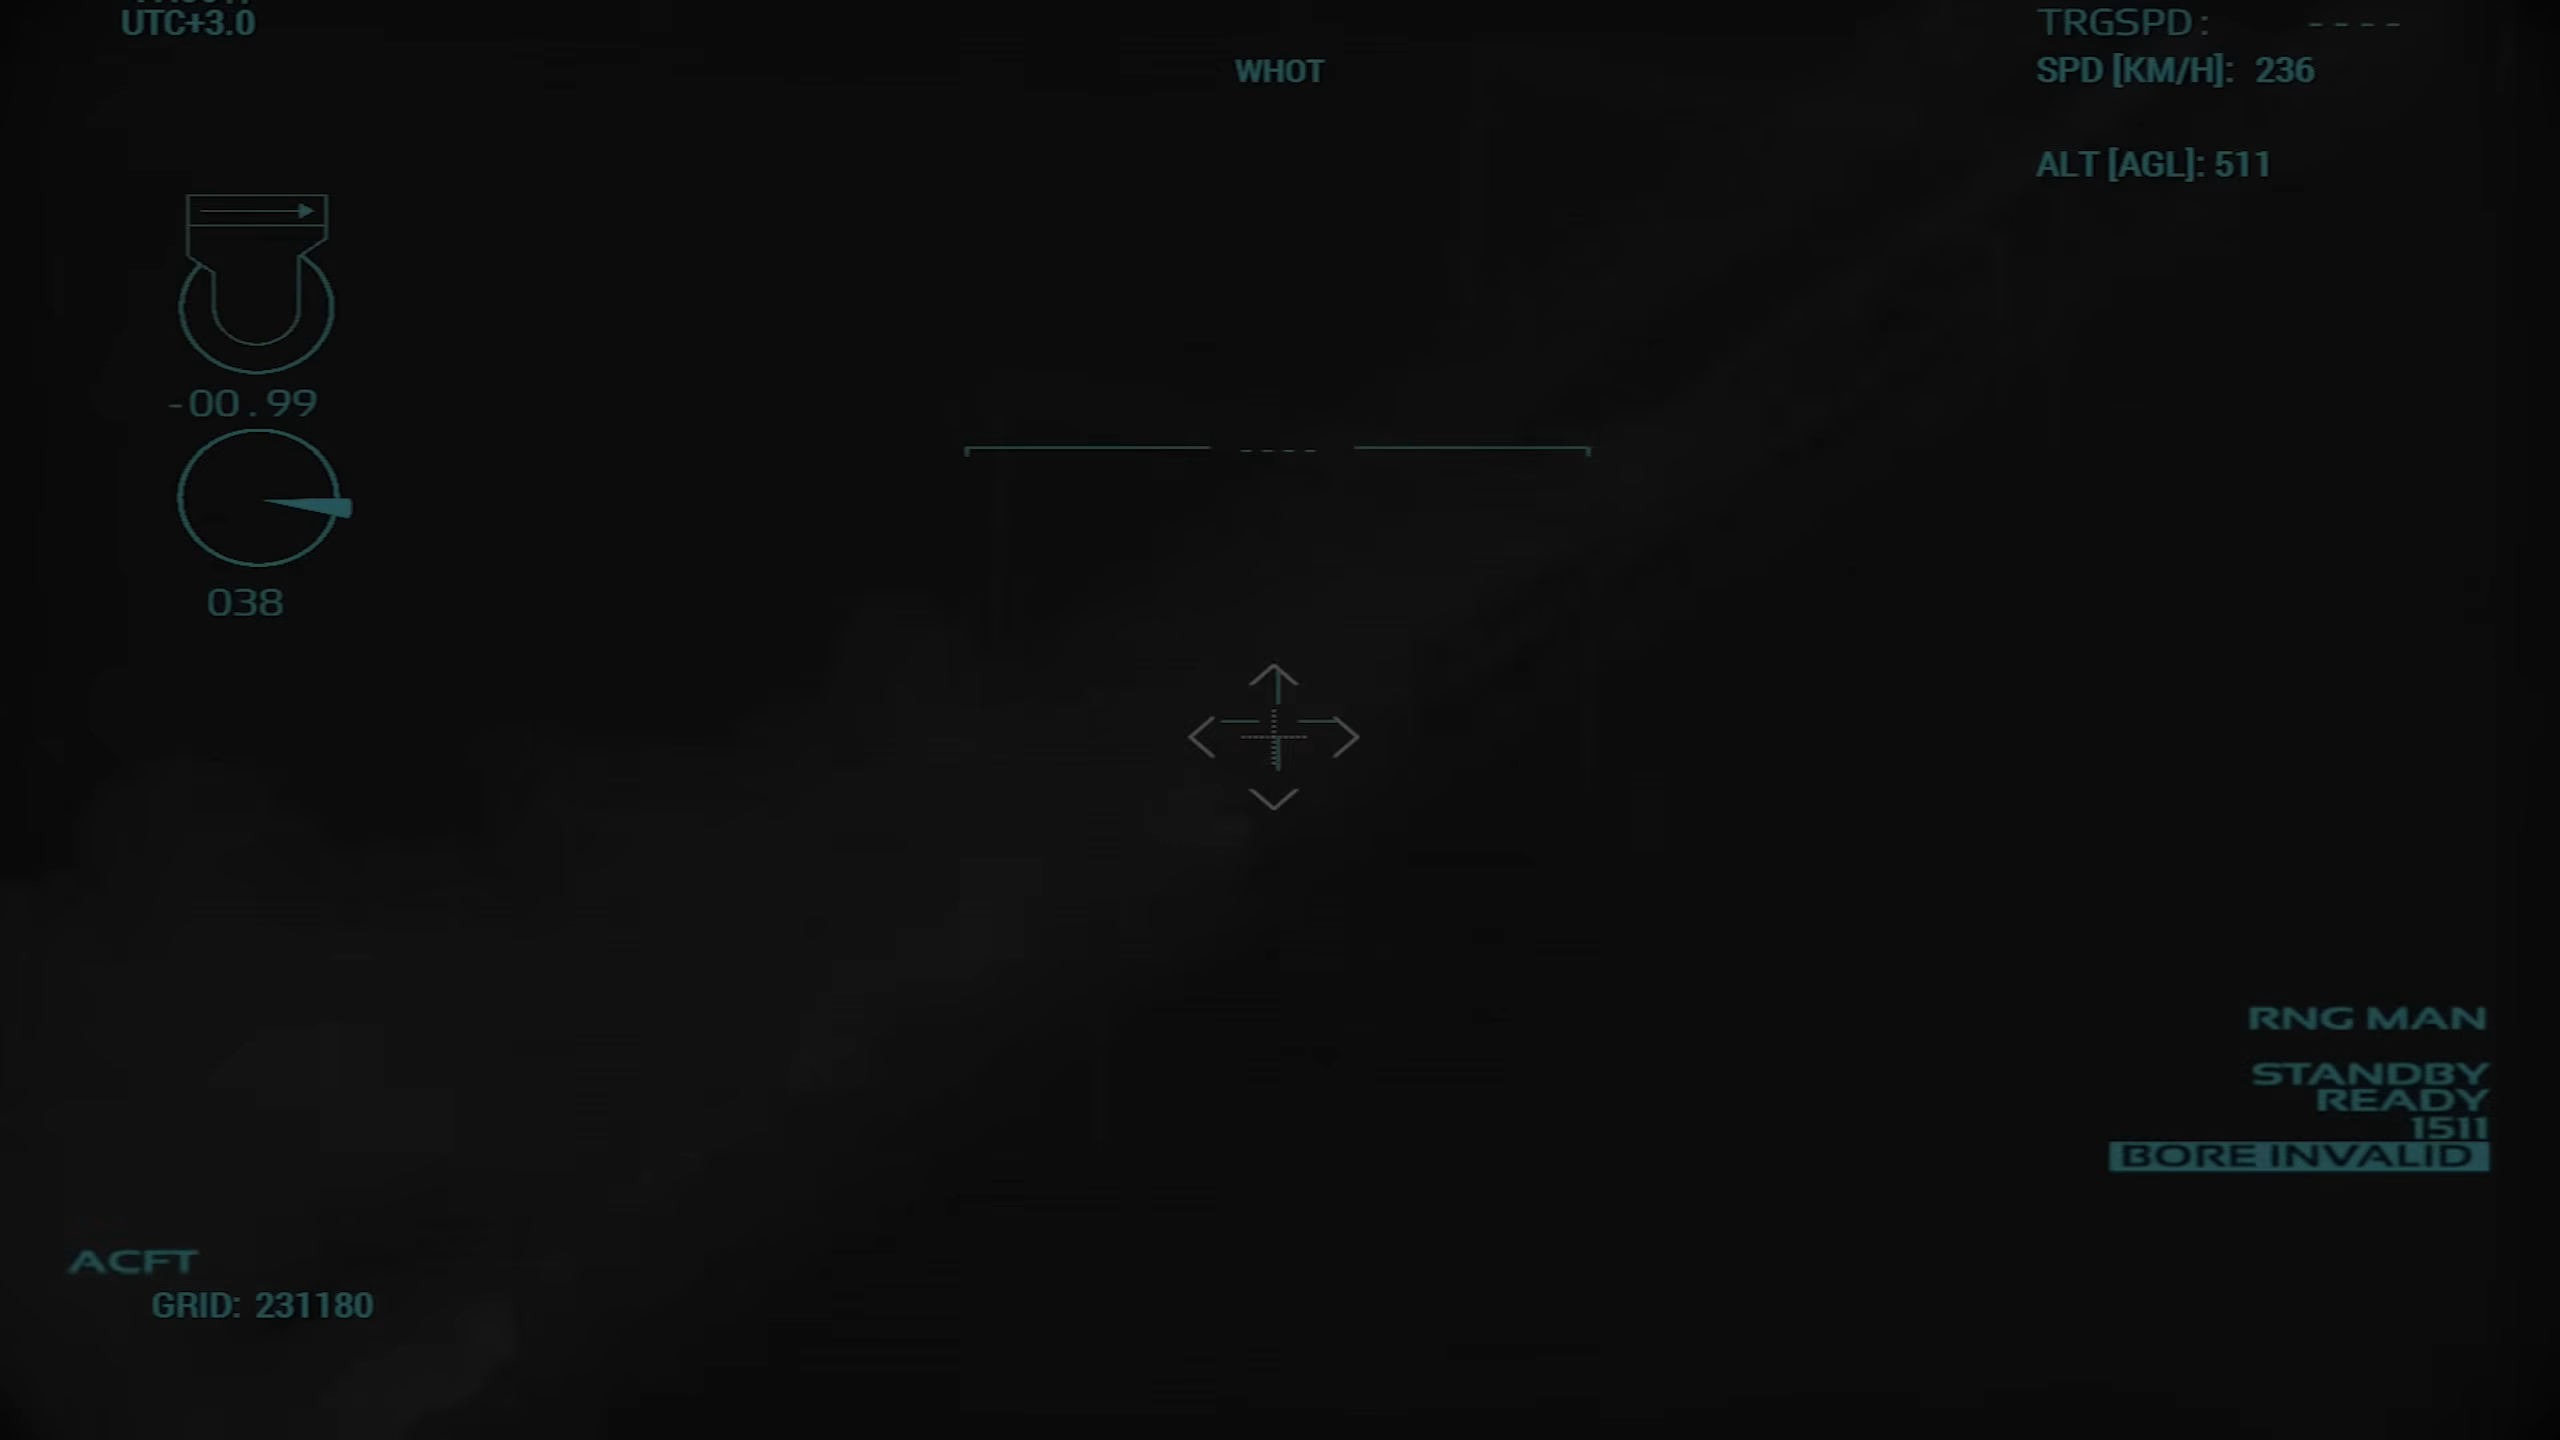 UTC+3.0
TRGSPD: ----
WHOT
SPD [KM/H]: 236
ALT [AGL]: 511
-00.99
----
038
RNG MAN
STANDBY
READY
1511
BORE INVALID
ACFT
GRID: 231180